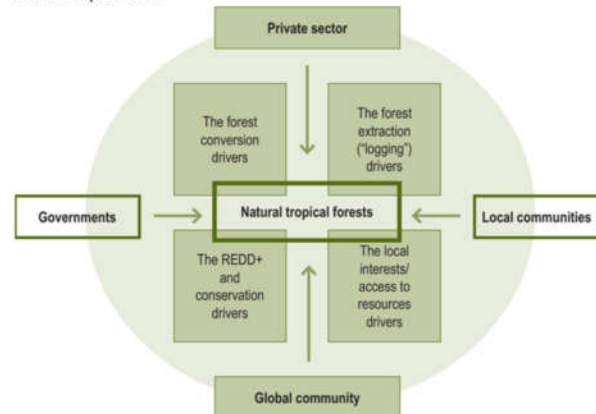 Private sector
The forest
conversion
drivers
The forest
extraction
("logging")
drivers
Governments
Natural tropical forests
Local communities
The REDD+
and
conservation
drivers
The local
interests/
access to
resources
drivers
Global community